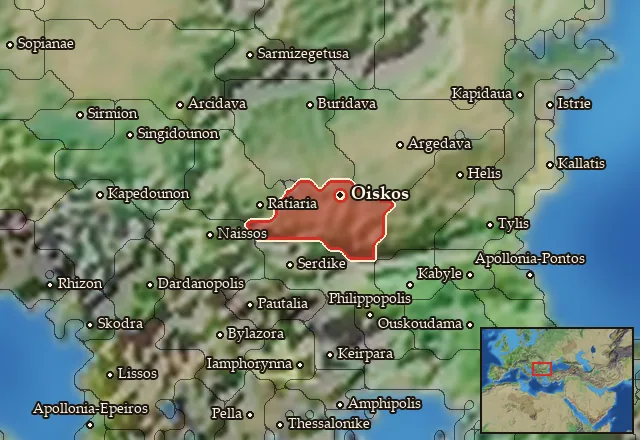 Sopianae
Sarmizegetusa
Kapidaua
Arcidava
Buridava
Istrie
Sirmion
Singidounon
Argedava
Kallatis
Helis
Kapedounon
Oiskos
Ratiaria
Tylis
Naissos
Serdike
Apollonia-Pontos
Kabyle
Rhizon
Dardanopolis
Philippopolis
Pautalia
Skodra
Ouskoudama
Bylazora
Keirpara
Iamphorynna
Lissos
Apollonia-Epeiros
Pella
Amphipolis
Thessalonike